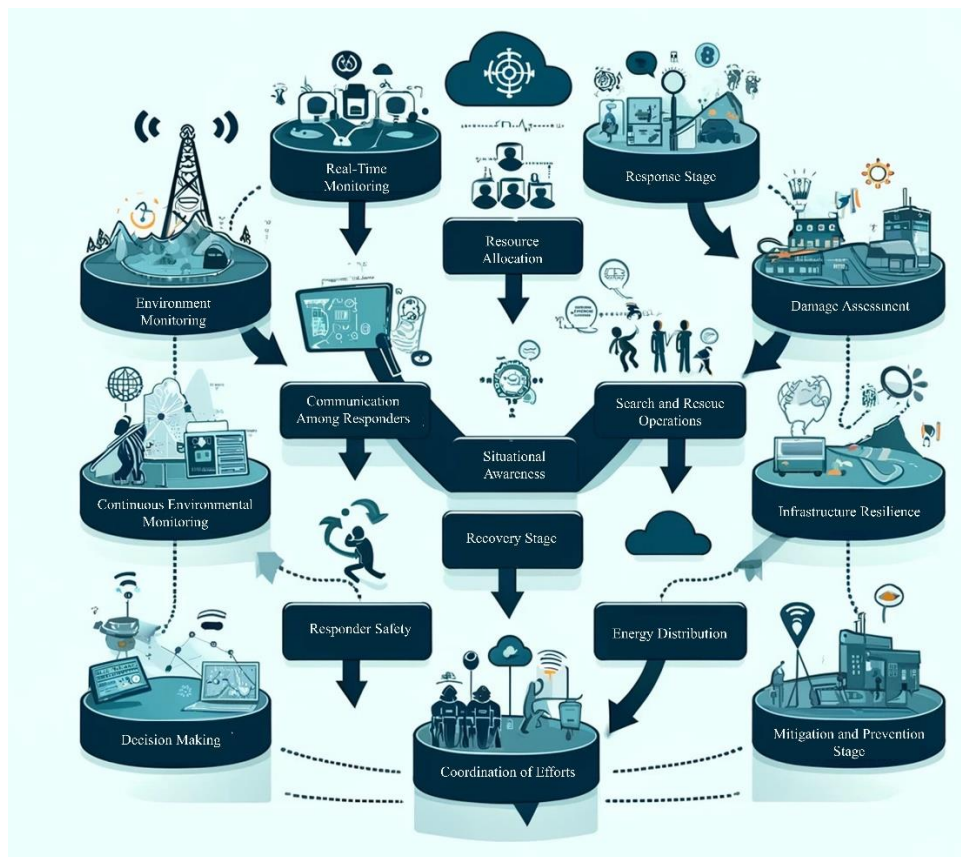 Real-Time
Monitoring
Response Stage
Resource
Allocation
Environment
Monitoring
Damage Assessment
Communication
Among Responders
Search and Rescue
Operations
Situational
Awareness
Continuous Environmental
Monitoring
Infrastructure Resilience
Recovery Stage
Responder Safety
Energy Distribution
Decision Making
Coordination of Efforts
Mitigation and Prevention
Stage